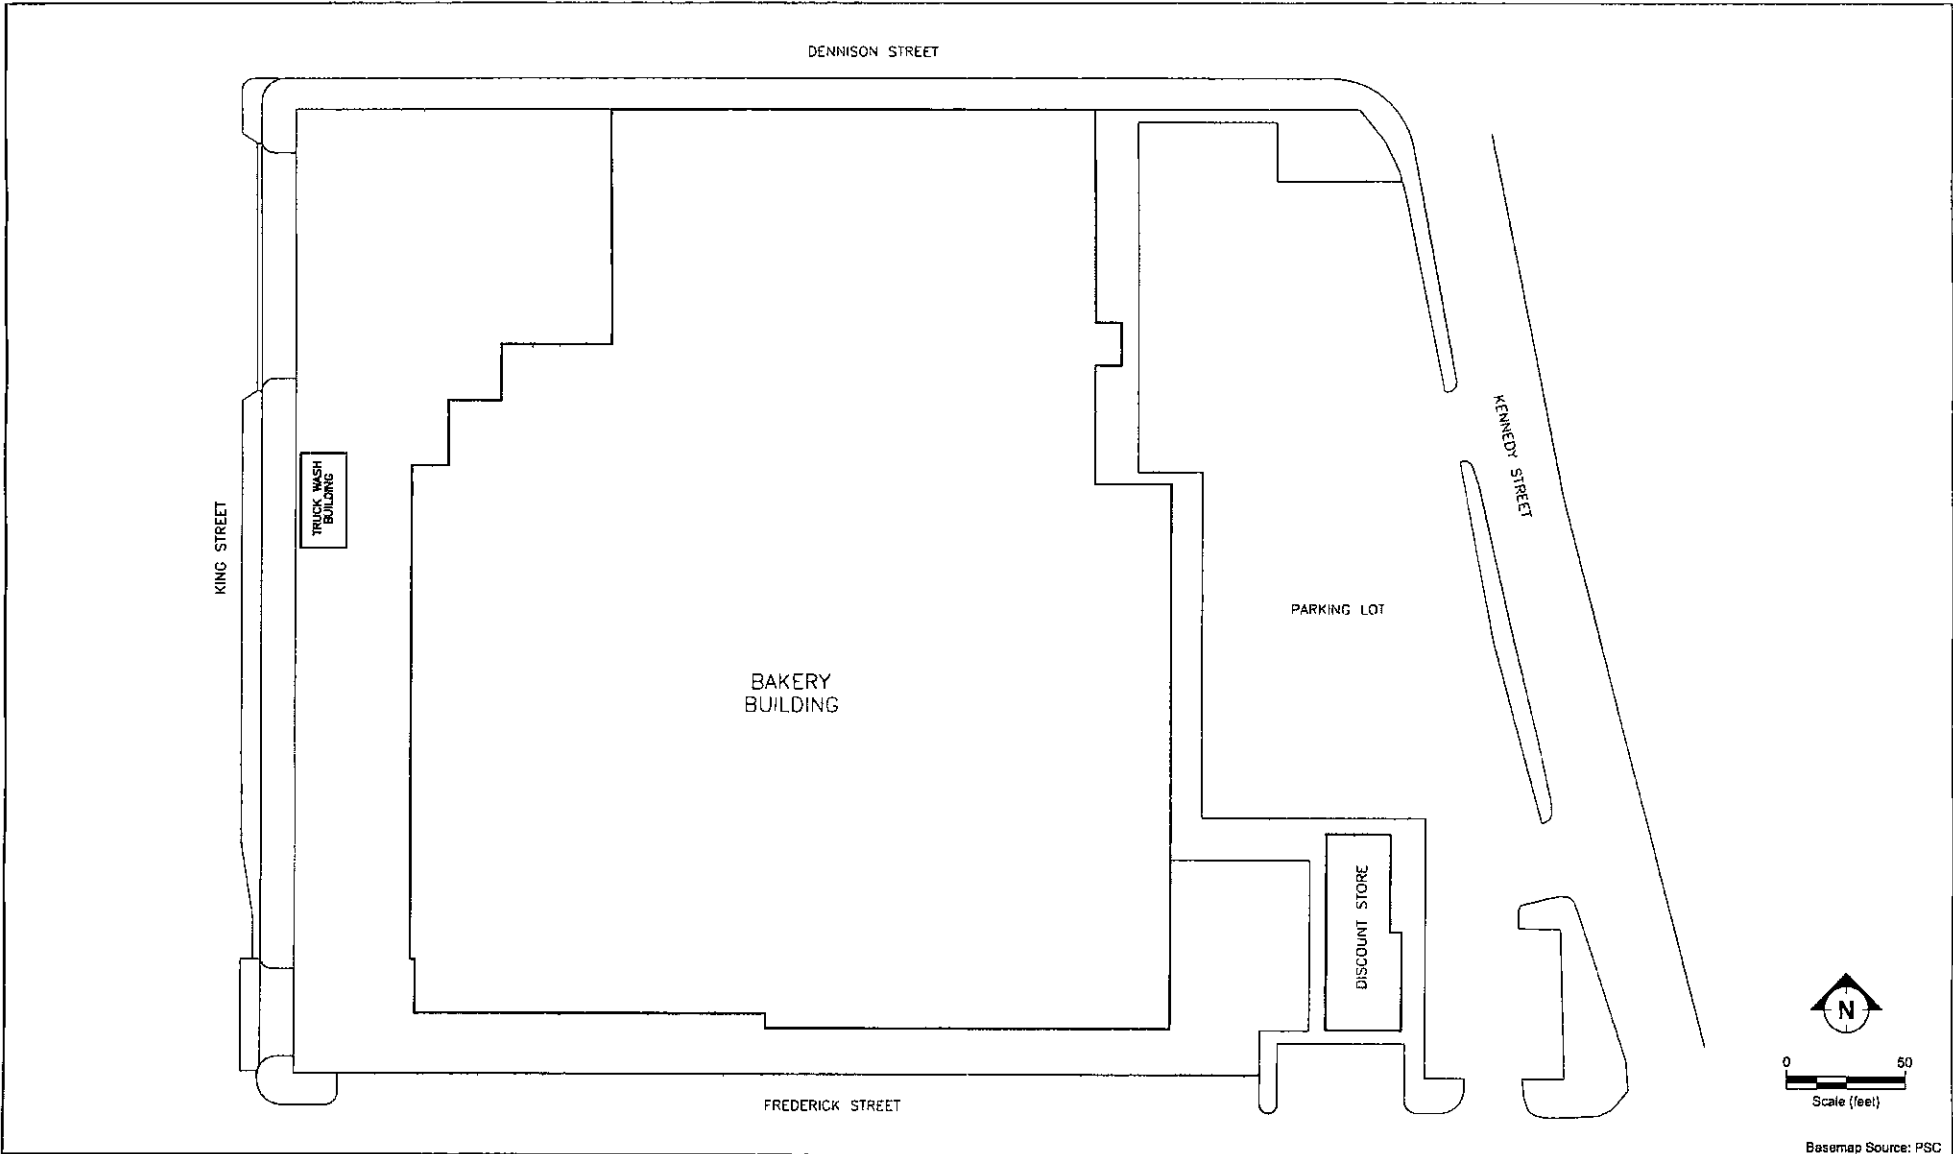 DENNISON STREET
KENNEDY STREET
TRUCK WASH
BUILDING
KING STREET
PARKING LOT
BAKERY
BUILDING
DISCOUNT STORE
N
0 50
Scale (feet)
FREDERICK STREET
Basemap Source: PSC